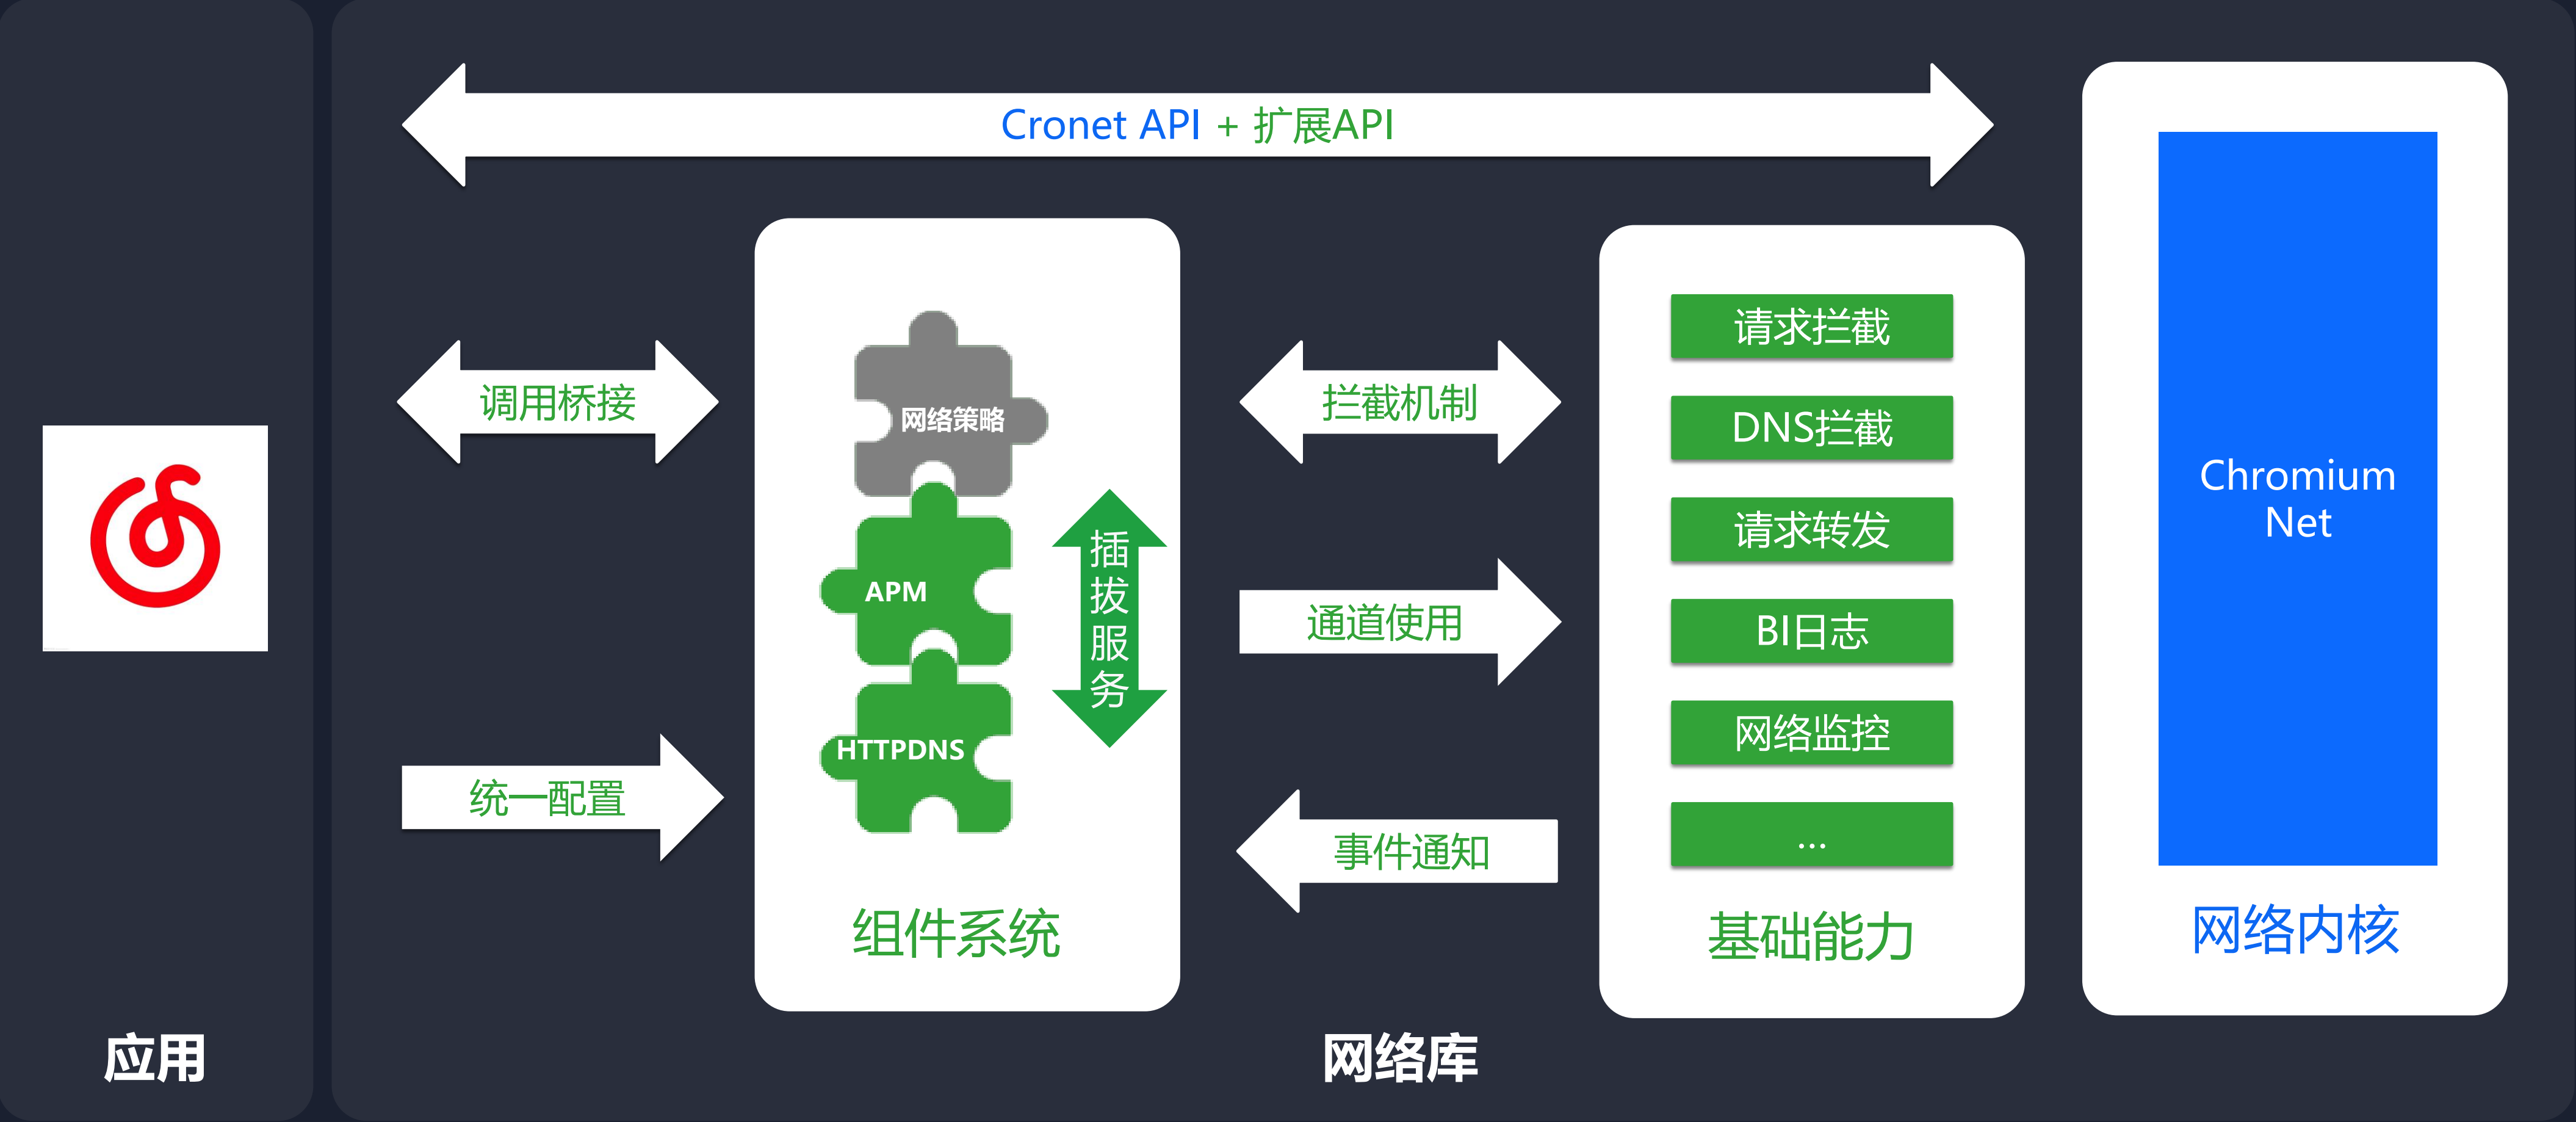 Cronet API + 扩展API
调用桥接
统一配置
网络策略
APM
HTTPDNS
插
拔
服
务
组件系统
拦截机制
通道使用
事件通知
请求拦截
DNS拦截
请求转发
BI日志
网络监控
...
基础能力
Chromium
Net
网络内核
应用
网络库